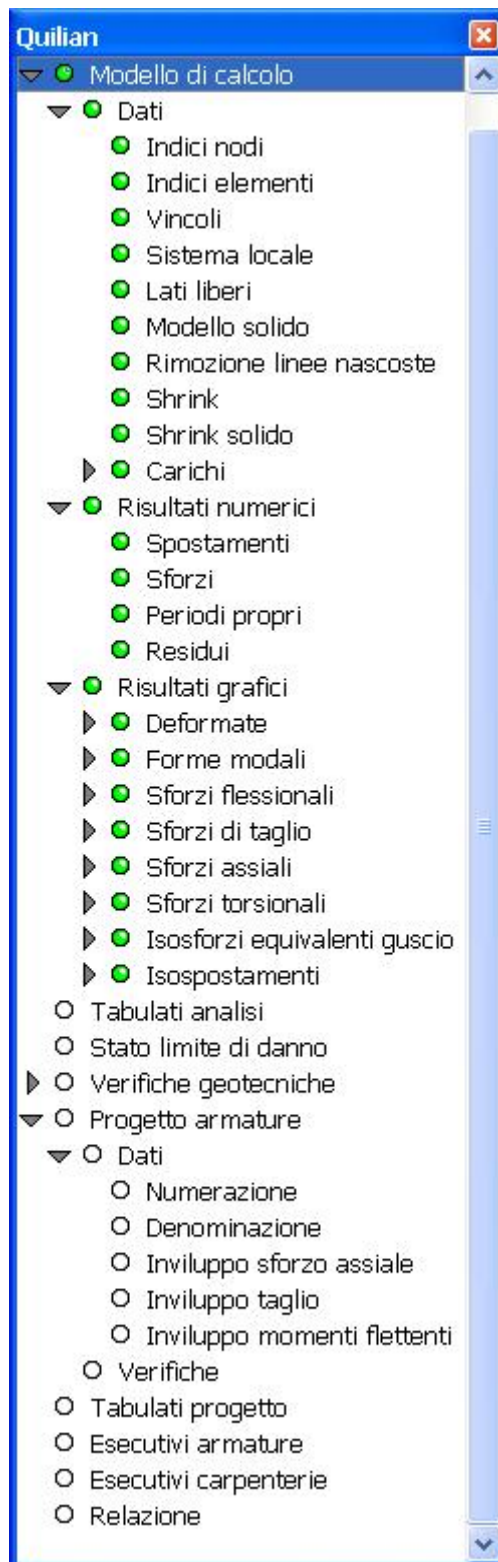 Quilian
Modello di calcolo
Dati
Indici nodi
Indici elementi
Vincoli
Sistema locale
Lati liberi
Modello solido
Rimozione linee nascoste
Shrink
Shrink solido
Carichi
Risultati numerici
Spostamenti
Sforzi
Periodi propri
Residui
Risultati grafici
Deformate
Forme modali
Sforzi flessionali
Sforzi di taglio
Sforzi assiali
Sforzi torsionali
Isosforzi equivalenti guscio
Isospostamenti
Tabulati analisi
Stato limite di danno
Verifiche geotecniche
Progetto armature
Dati
Numerazione
Denominazione
Inviluppo sforzo assiale
Inviluppo taglio
Inviluppo momenti flettenti
Verifiche
Tabulati progetto
Esecutivi armature
Esecutivi carpenterie
Relazione